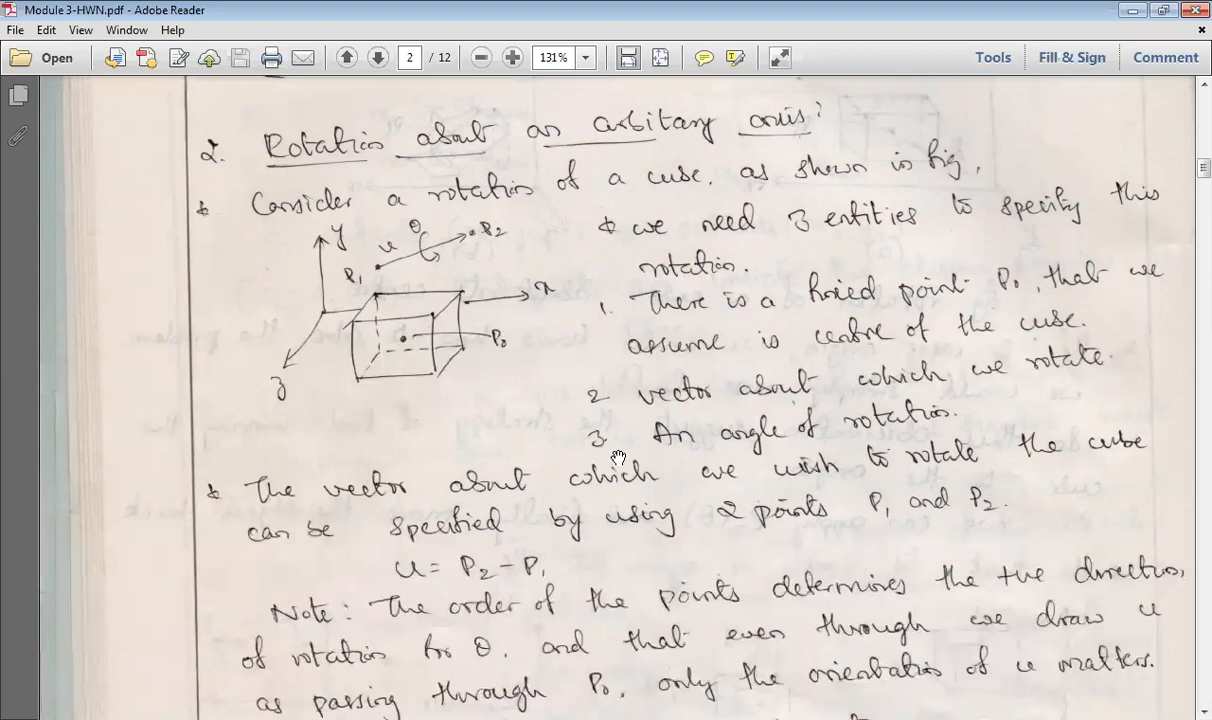 Module 3-HWN.pdf - Adobe Reader
File Edit View Window Help
Open 2 / 12 131% Tools Fill & Sign Comment
2. Rotation about an arbitary axis:
* Consider a rotation of a cube. as shown in fig.
y u θ P2
P1 x
P0
z
* we need 3 entities to specify this
rotation.
1. There is a fixed point P0, that we
assume is centre of the cube.
2 vector about which we rotate.
3 An angle of rotation.
* The vector about which we wish to rotate the cube
can be specified by using 2 points P1 and P2.
u = P2 - P1
Note: The order of the points determines the +ve direction,
of rotation for θ. and that even through we draw u
as passing through P0, only the orientation of u matters.